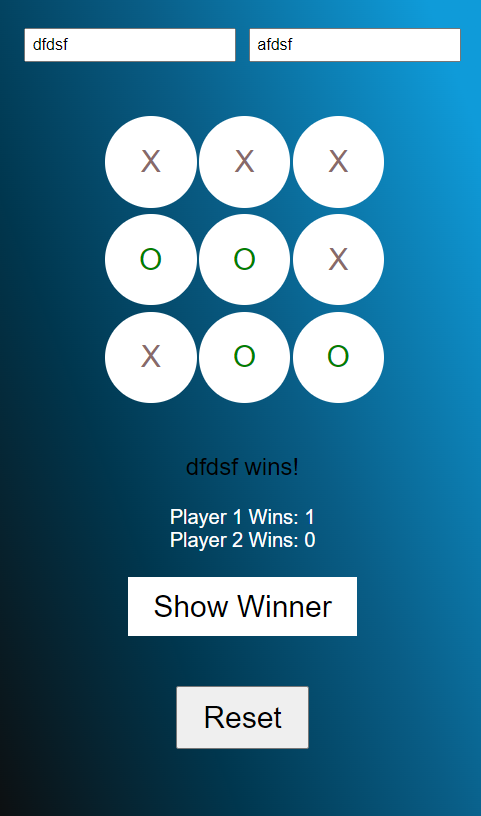 dfdsf afdsf
X X X
O O X
X O O
dfdsf wins!
Player 1 Wins: 1
Player 2 Wins: 0
Show Winner
Reset